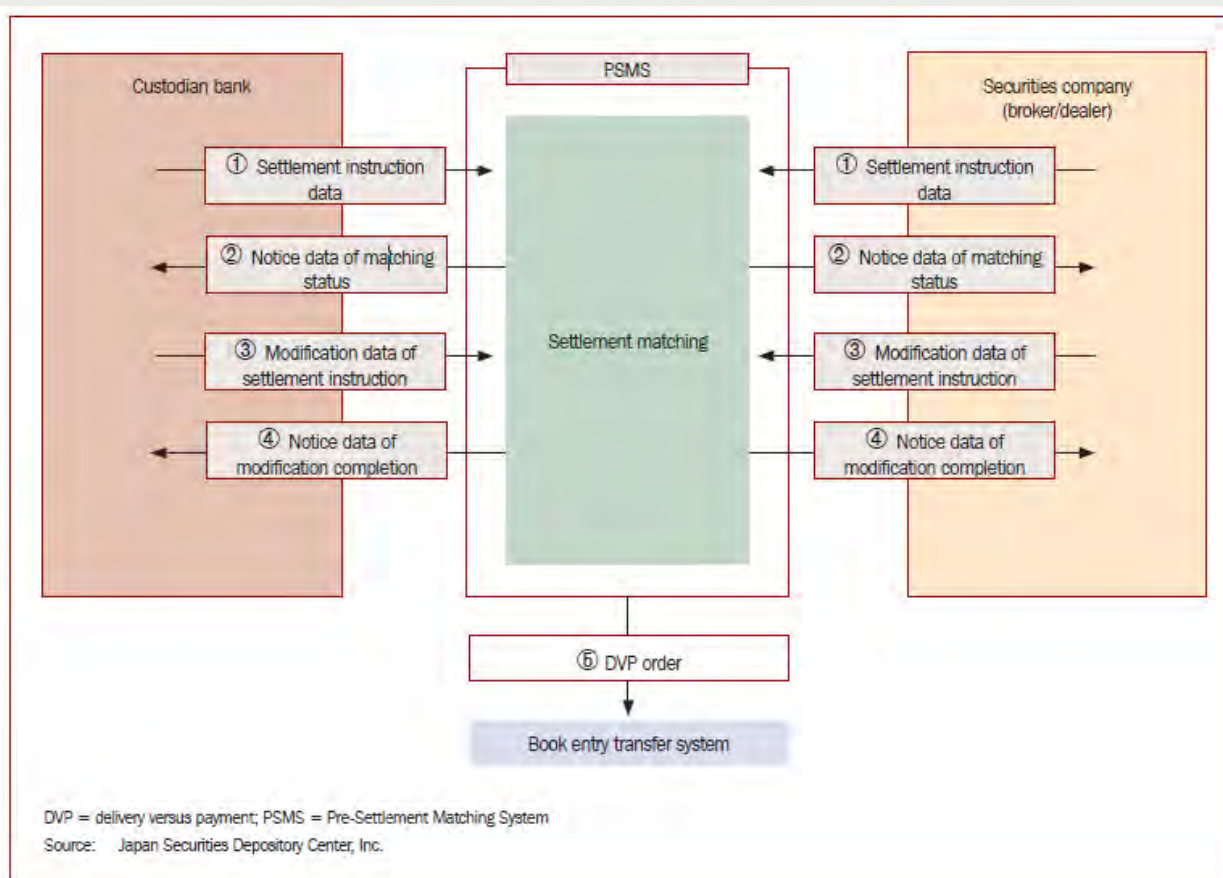 PSMS
Custodian bank
Securities company
(broker/dealer)
① Settlement instruction
data
① Settlement instruction
data
② Notice data of matching
status
② Notice data of matching
status
Settlement matching
③ Modification data of
settlement instruction
③ Modification data of
settlement instruction
④ Notice data of
modification completion
④ Notice data of
modification completion
⑤ DVP order
Book entry transfer system
DVP = delivery versus payment; PSMS = Pre-Settlement Matching System
Source: Japan Securities Depository Center, Inc.